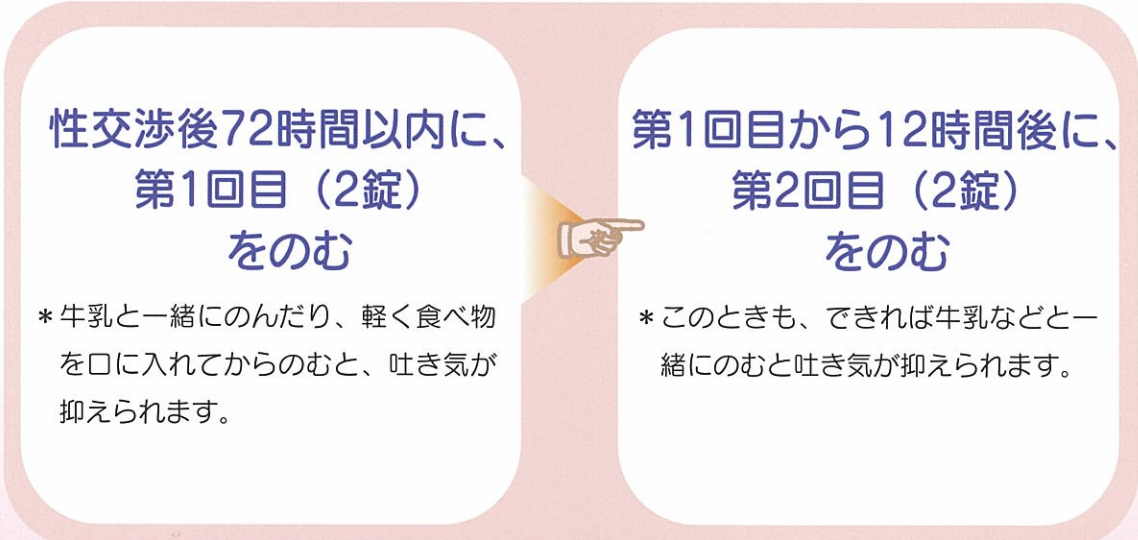 性交渉後72時間以内に、
第1回目（2錠）
をのむ
＊牛乳と一緒にのんだり、軽く食べ物
を口に入れてからのむと、吐き気が
抑えられます。
第1回目から12時間後に、
第2回目（2錠）
をのむ
＊このときも、できれば牛乳などと一
緒にのむと吐き気が抑えられます。